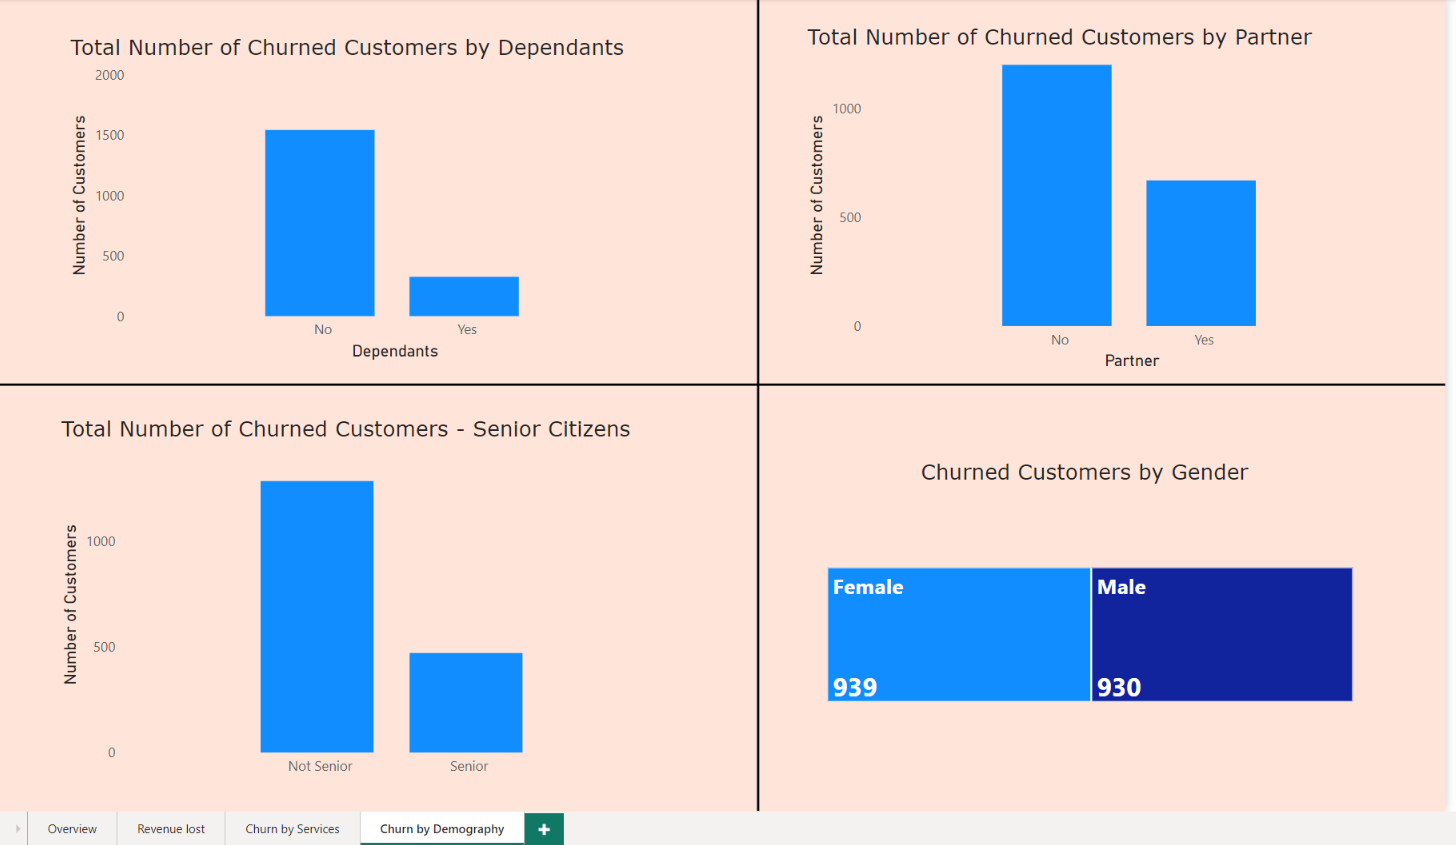 Total Number of Churned Customers by Dependants
2000
1500
1000
500
0
Number of Customers
No
Yes
Dependants
Total Number of Churned Customers by Partner
1000
500
0
Number of Customers
No
Yes
Partner
Total Number of Churned Customers - Senior Citizens
1000
500
0
Number of Customers
Not Senior
Senior
Churned Customers by Gender
Female
939
Male
930
Overview
Revenue lost
Churn by Services
Churn by Demography
+